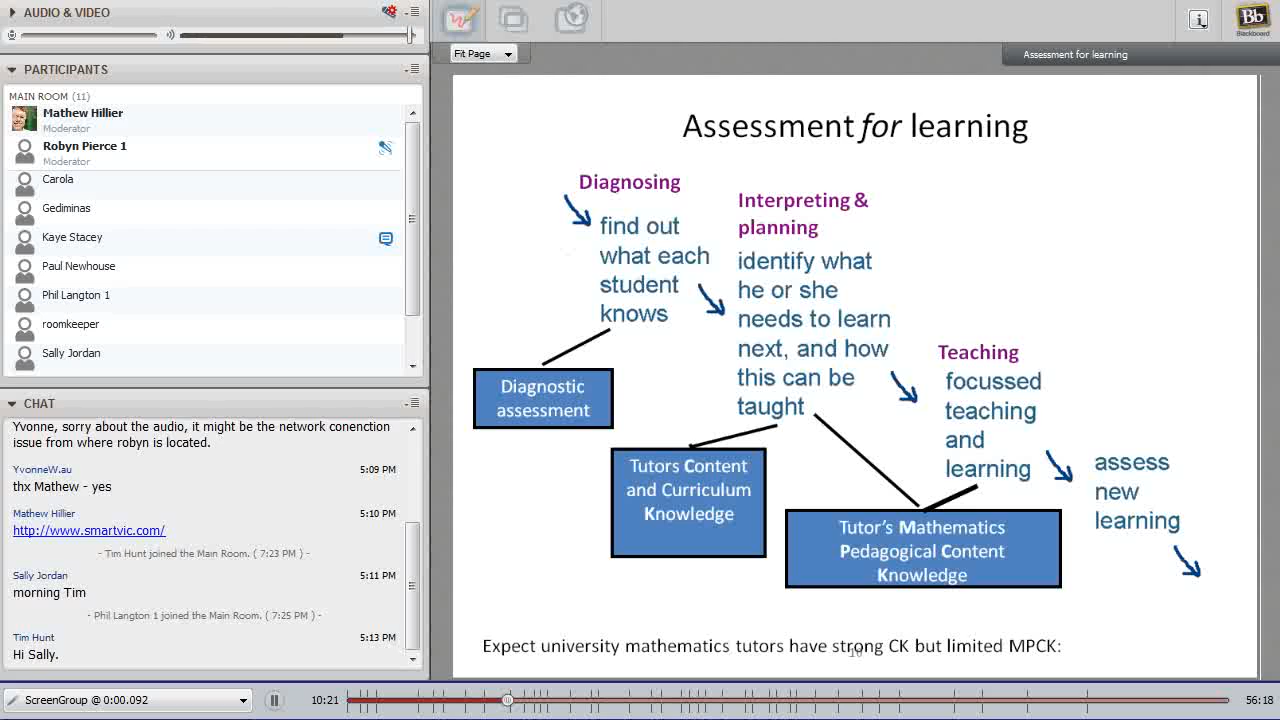 AUDIO & VIDEO
PARTICIPANTS
MAIN ROOM (11)
Mathew Hillier
Moderator
Robyn Pierce 1
Moderator
Carola
Kaye Stacey
Paul Newhouse
Phil Langton 1
roomkeeper
Sally Jordan
CHAT
Yvonne, sorry about the audio, it might be the network conenction
issue from where robyn is located.
5:09 PM
thx Mathew - yes
Mathew Hillier 5:10 PM
http://www.smartvic.com/
- Tim Hunt joined the Main Room. ( 7:23 PM ) -
Sally Jordan 5:11 PM
morning Tim
- Phil Langton 1 joined the Main Room. ( 7:25 PM ) -
Tim Hunt 5:13 PM
Hi Sally.
ScreenGroup @ 0:00.092
10:21
56:18
Fit Page
Assessment for learning
Bb
Blackboard
Assessment for learning
Diagnosing
find out
what each
student
knows
Diagnostic
assessment
Interpreting &
planning
identify what
he or she
needs to learn
next, and how
this can be
taught
Tutors Content
and Curriculum
Knowledge
Teaching
focussed
teaching
and
learning
Tutor's Mathematics
Pedagogical Content
Knowledge
assess
new
learning
Expect university mathematics tutors have strong CK but limited MPCK: